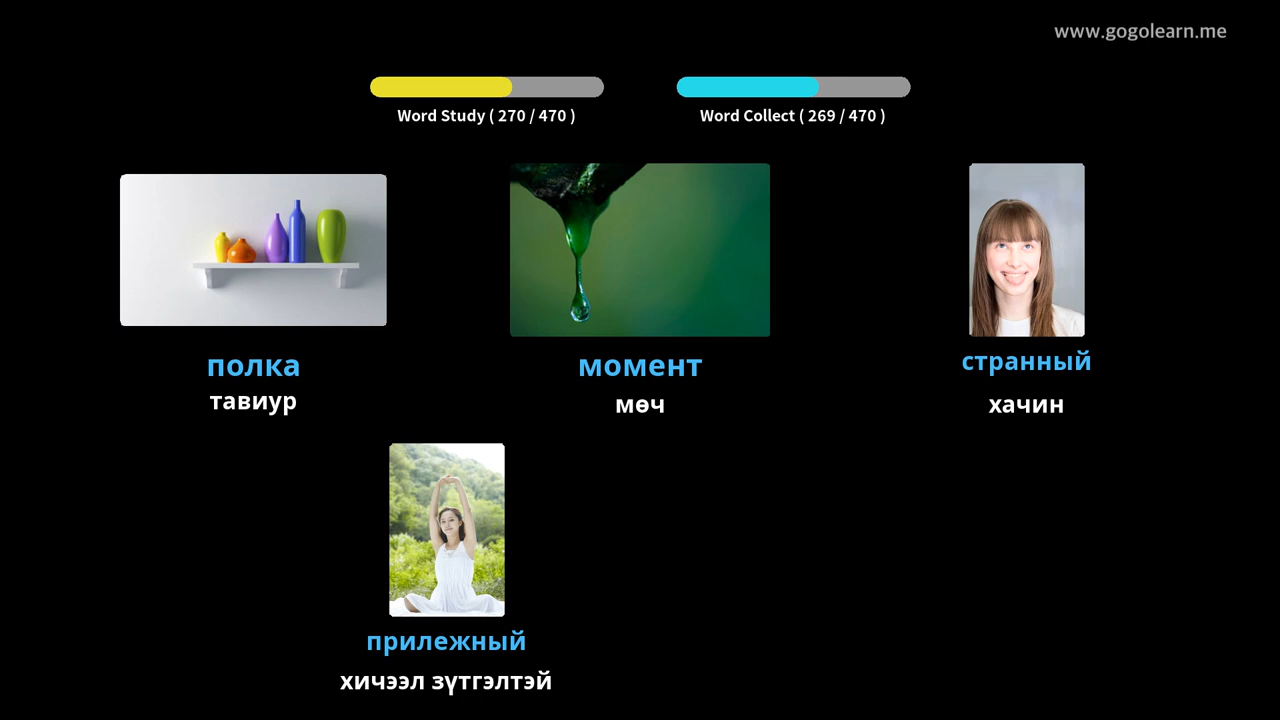 www.gogolearn.me
Word Study ( 270 / 470 )
Word Collect ( 269 / 470 )
полка
тавиур
момент
мөч
странный
хачин
прилежный
хичээл зүтгэлтэй